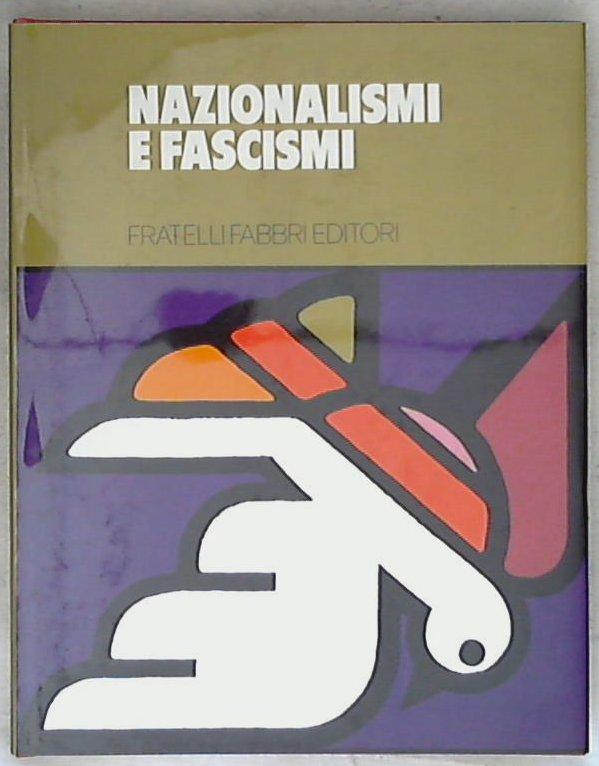 NAZIONALISMI
E FASCISMI
FRATELLI FABBRI EDITORI